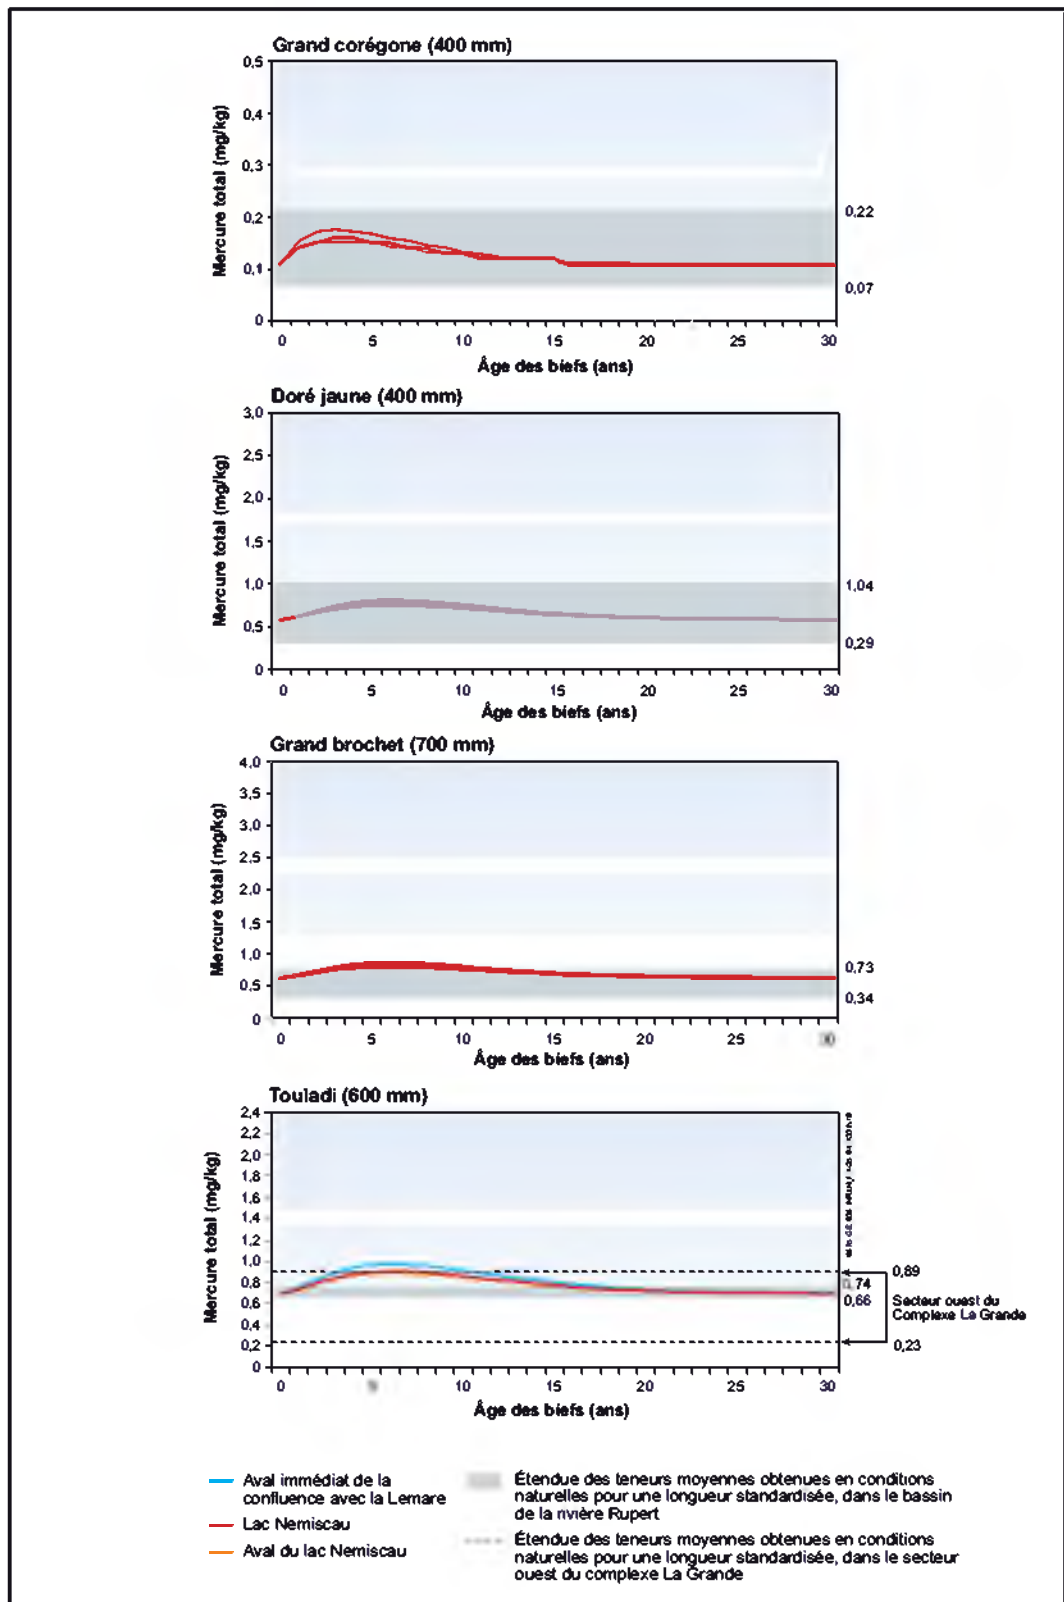 Grand corégone (400 mm)
Mercure total (mg/kg)
0,5
0,4
0,3
0,2
0,1
0
0,22
0,07
0 5 10 15 20 25 30
Âge des biefs (ans)
Doré jaune (400 mm)
Mercure total (mg/kg)
3,0
2,5
2,0
1,5
1,0
0,5
0
1,04
0,29
0 5 10 15 20 25 30
Âge des biefs (ans)
Grand brochet (700 mm)
Mercure total (mg/kg)
4,0
3,5
3,0
2,5
2,0
1,5
1,0
0,5
0
0,73
0,34
0 5 10 15 20 25
Âge des biefs (ans)
Touladi (600 mm)
Mercure total (mg/kg)
2,4
2,2
2,0
1,8
1,6
1,4
1,2
1,0
0,8
0,6
0,4
0,2
0
0,89
0,74
0,66
Secteur ouest du
Complexe La Grande
0,23
0 10 15 20 25 30
Âge des biefs (ans)
Aval immédiat de la
confluence avec la Lemare
Lac Nemiscau
Aval du lac Nemiscau
Étendue des teneurs moyennes obtenues en conditions
naturelles pour une longueur standardisée, dans le bassin
de la rivière Rupert
Étendue des teneurs moyennes obtenues en conditions
naturelles pour une longueur standardisée, dans le secteur
ouest du complexe La Grande